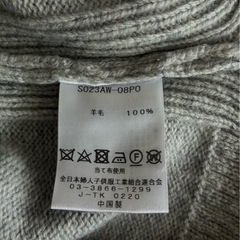 SO23AW-08PO
羊毛 100%
当て布使用
全日本婦人子供服工業組合連合会
03-3866-1299
J-TK 0220
中国製